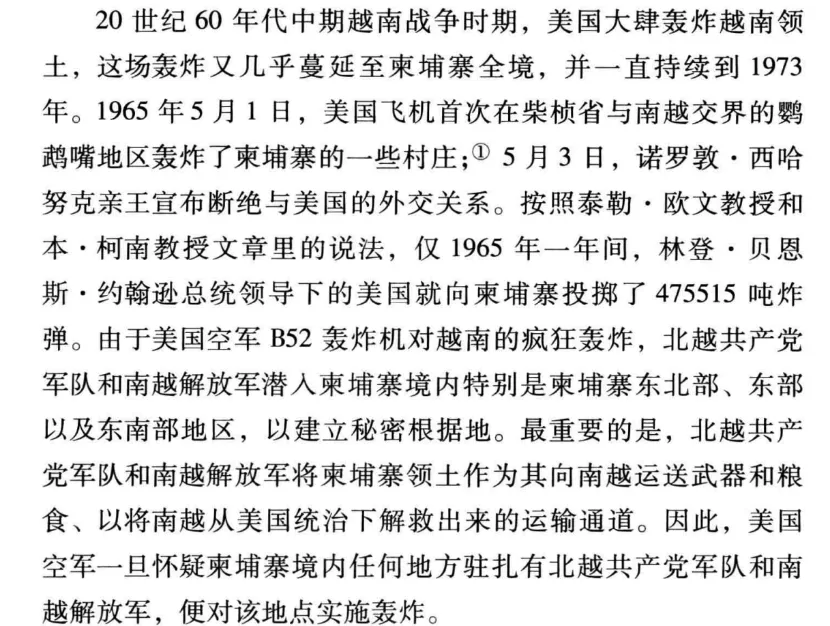 20 世纪 60 年代中期越南战争时期，美国大肆轰炸越南领
土，这场轰炸又几乎蔓延至柬埔寨全境，并一直持续到 1973
年。1965 年 5 月 1 日，美国飞机首次在柴桢省与南越交界的鹦
鹉嘴地区轰炸了柬埔寨的一些村庄；① 5 月 3 日，诺罗敦·西哈
努克亲王宣布断绝与美国的外交关系。按照泰勒·欧文教授和
本·柯南教授文章里的说法，仅 1965 年一年间，林登·贝恩
斯·约翰逊总统领导下的美国就向柬埔寨投掷了 475515 吨炸
弹。由于美国空军 B52 轰炸机对越南的疯狂轰炸，北越共产党
军队和南越解放军潜入柬埔寨境内特别是柬埔寨东北部、东部
以及东南部地区，以建立秘密根据地。最重要的是，北越共产
党军队和南越解放军将柬埔寨领土作为其向南越运送武器和粮
食、以将南越从美国统治下解救出来的运输通道。因此，美国
空军一旦怀疑柬埔寨境内任何地方驻扎有北越共产党军队和南
越解放军，便对该地点实施轰炸。